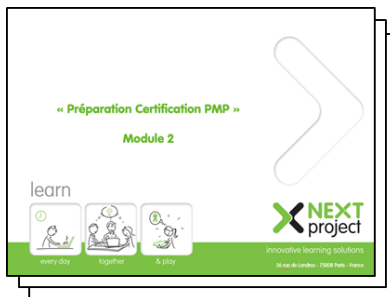 « Préparation Certification PMP »
Module 2
learn
every day
together
& play
NEXT
project
innovative learning solutions
56 rue de Londres - 75008 Paris - France